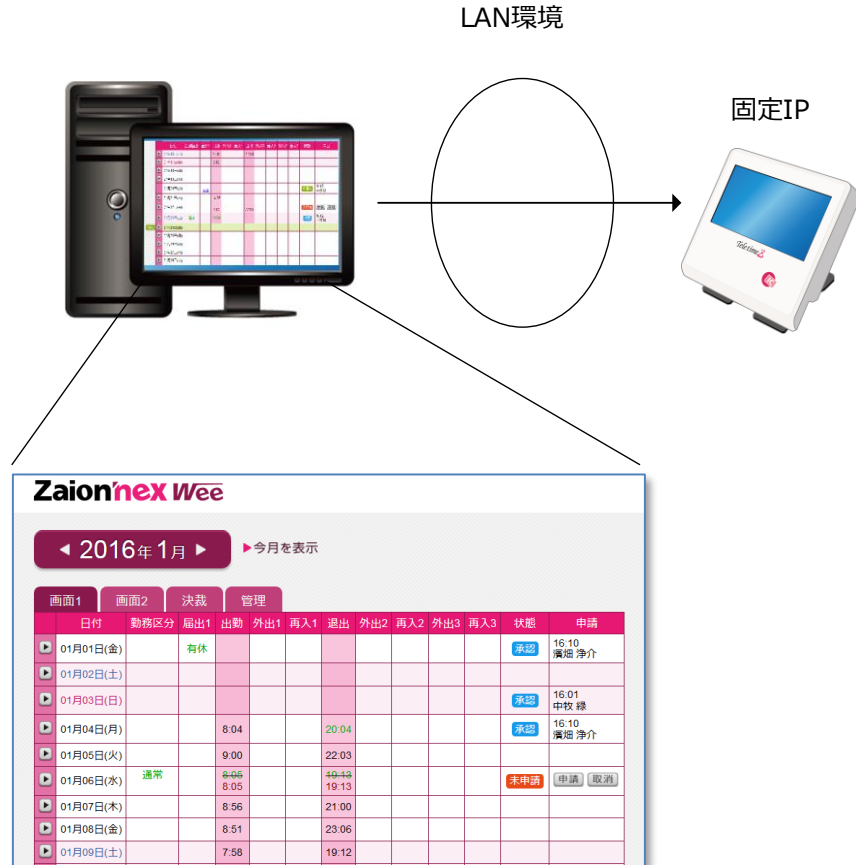 LAN環境
固定IP
Teletime Z
Zaion'nex Wee
◀ 2016年1月 ▶ ▶今月を表示
画面1 画面2 決裁 管理
日付 勤務区分 届出1 出勤 外出1 再入1 退出 外出2 再入2 外出3 再入3 状態 申請
01月01日(金) 有休 承認 16:10 濱畑 浄介
01月02日(土)
01月03日(日) 承認 16:01 中牧 緑
01月04日(月) 8:04 20:04 承認 16:10 濱畑 浄介
01月05日(火) 9:00 22:03
01月06日(水) 通常 8:05 19:13 未申請 申請 取消
8:05 19:13
01月07日(木) 8:56 21:00
01月08日(金) 8:51 23:06
01月09日(土) 7:58 19:12